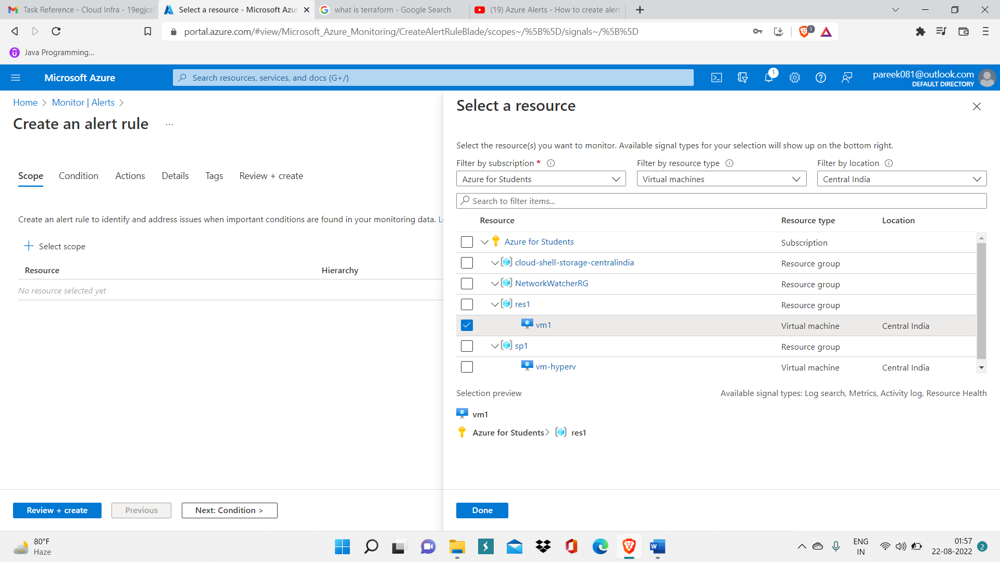 Task Reference - Cloud Infra - 19egjcs
Select a resource - Microsoft Azu
what is terraform - Google Search
(19) Azure Alerts - How to create alert
portal.azure.com/#view/Microsoft_Azure_Monitoring/CreateAlertRuleBlade/scopes~/%5B%5D/signals~/%5B%5D
3
Java Programming...
Microsoft Azure
Search resources, services, and docs (G+/)
1
pareek081@outlook.com
DEFAULT DIRECTORY
Home > Monitor | Alerts >
Create an alert rule ...
Scope Condition Actions Details Tags Review + create
Create an alert rule to identify and address issues when important conditions are found in your monitoring data.
Select scope
Resource Hierarchy
No resource selected yet
Review + create Previous Next: Condition >
Select a resource
Select the resource(s) you want to monitor. Available signal types for your selection will show up on the bottom right.
Filter by subscription * Filter by resource type Filter by location
Azure for Students Virtual machines Central India
Search to filter items...
Resource Resource type Location
Azure for Students Subscription
cloud-shell-storage-centralindia Resource group
NetworkWatcherRG Resource group
res1 Resource group
vm1 Virtual machine Central India
sp1 Resource group
vm-hyperv Virtual machine Central India
Selection preview Available signal types: Log search, Metrics, Activity log, Resource Health
vm1
Azure for Students > res1
Done
80°F
Haze
ENG
IN
01:57
22-08-2022
2